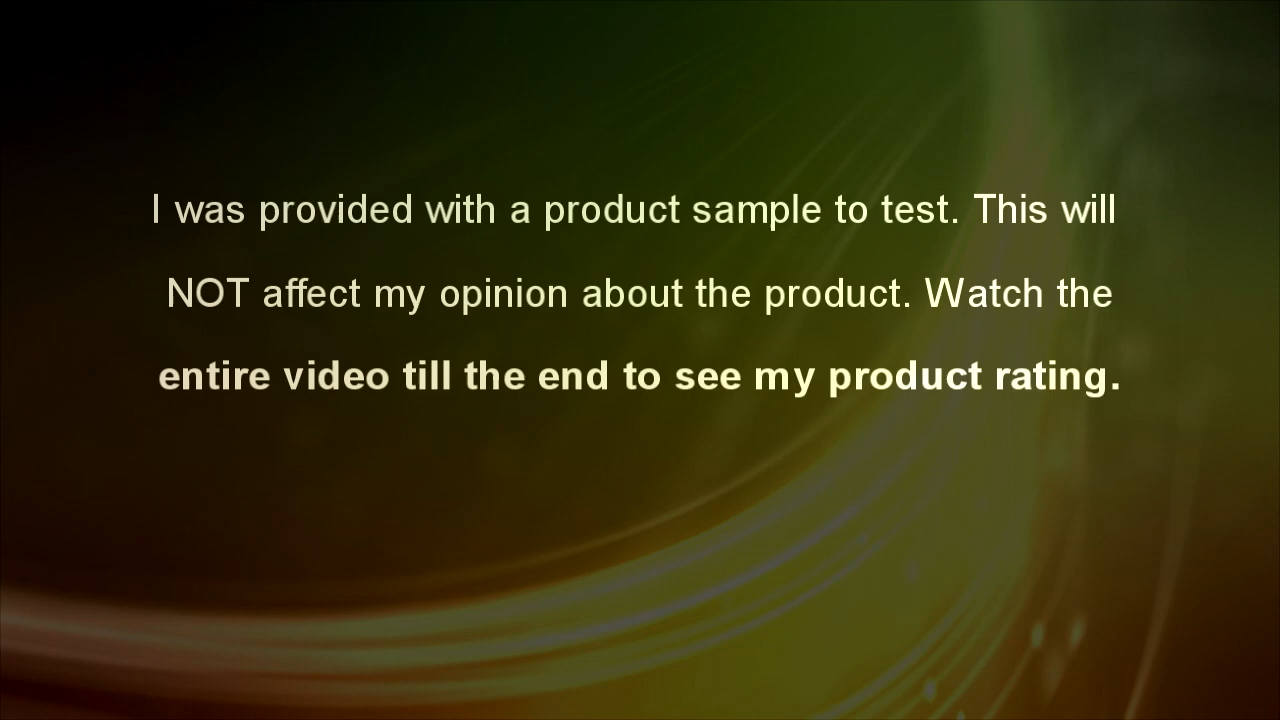 I was provided with a product sample to test. This will
NOT affect my opinion about the product. Watch the
entire video till the end to see my product rating.